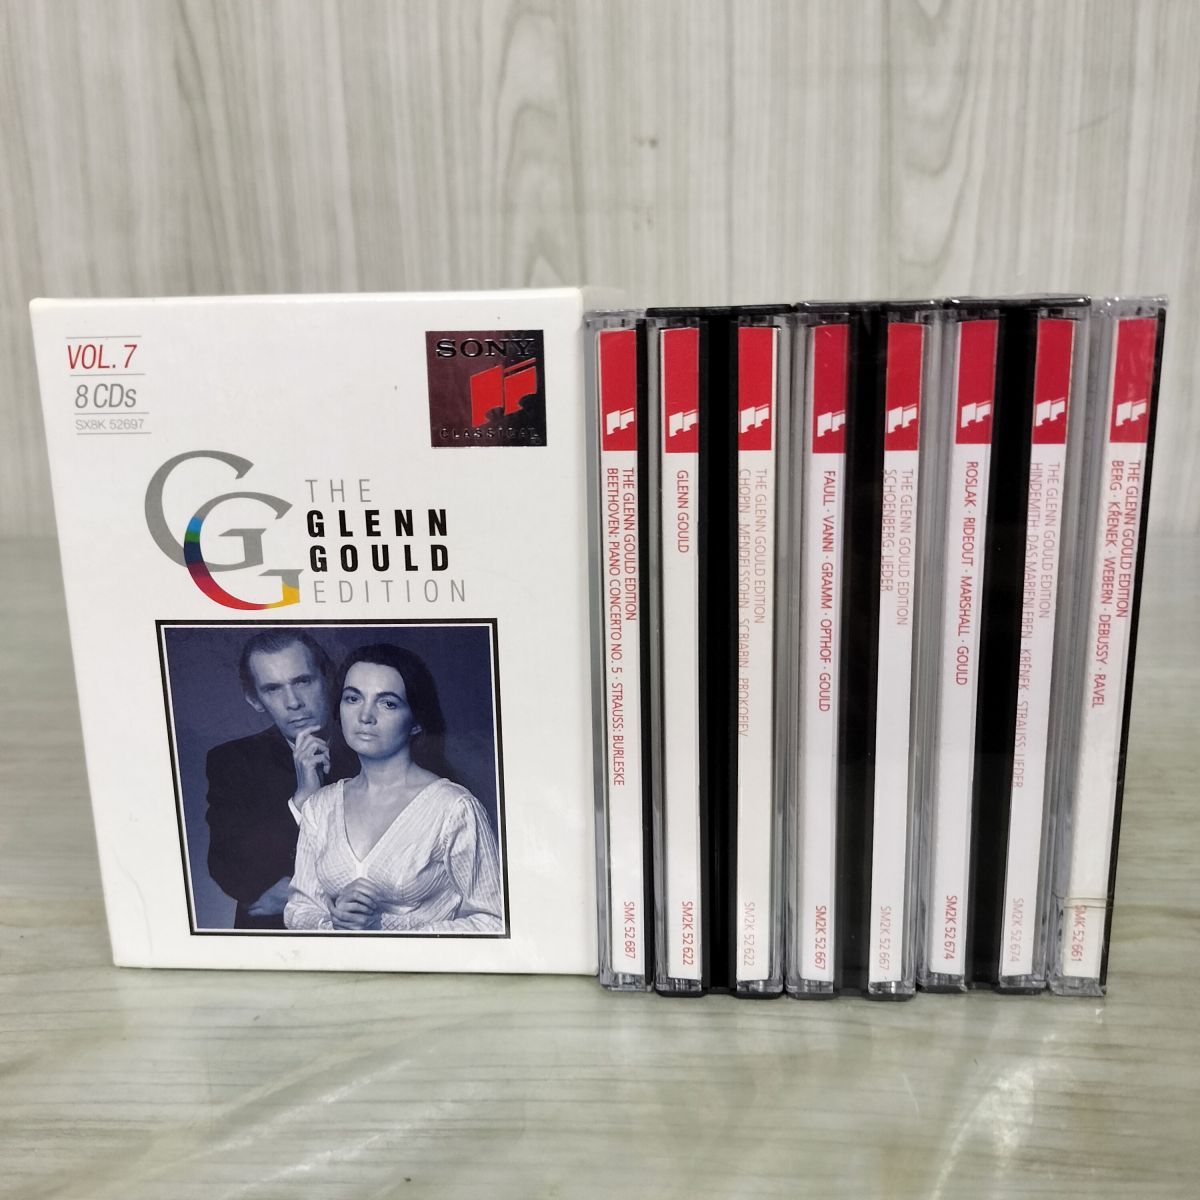 VOL. 7
8 CDs
SX8K 52697
SONY
CLASSICAL
THE
GLENN
GOULD
EDITION
THE GLENN GOULD EDITION
BEETHOVEN: PIANO CONCERTO NO. 5 · STRAUSS: BURLESKE
SMK 52 687
GLENN GOULD
SM2K 52 622
THE GLENN GOULD EDITION
CHOPIN · MENDELSSOHN · SCRIABIN · PROKOFIEV
SM2K 52 622
FAULL · VANNI · GRAMM · OPTHOF · GOULD
SM2K 52 667
THE GLENN GOULD EDITION
SCHOENBERG: LIEDER
SM2K 52 667
ROSLAK · RIDEOUT · MARSHALL · GOULD
SM2K 52 674
THE GLENN GOULD EDITION
HINDEMITH: DAS MARIENLEBEN · KRĚNEK · STRAUSS: LIEDER
SM2K 52 674
THE GLENN GOULD EDITION
BERG · KŘENEK · WEBERN · DEBUSSY · RAVEL
SMK 52 661